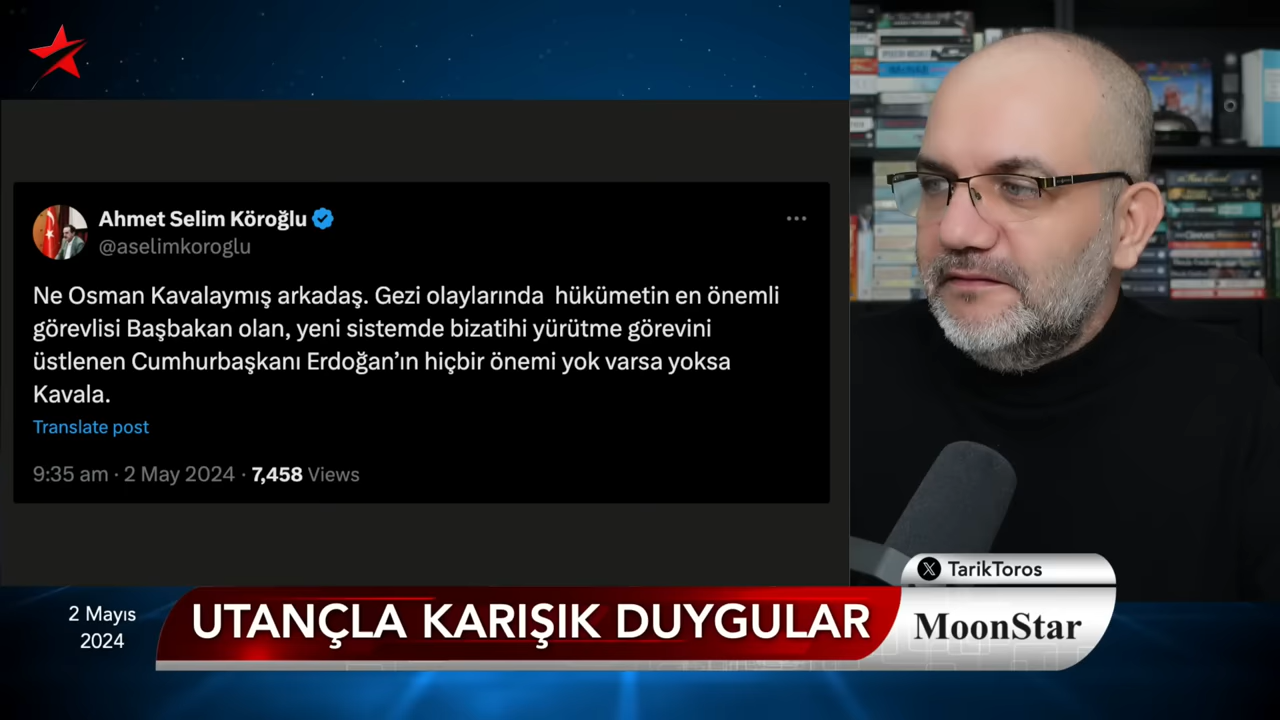 Ahmet Selim Köroğlu
@aselimkoroglu
Ne Osman Kavalaymış arkadaş. Gezi olaylarında hükümetin en önemli
görevlisi Başbakan olan, yeni sistemde bizatihi yürütme görevini
üstlenen Cumhurbaşkanı Erdoğan’ın hiçbir önemi yok varsa yoksa
Kavala.
Translate post
9:35 am · 2 May 2024 · 7,458 Views
TarikToros
2 Mayıs
2024
UTANÇLA KARIŞIK DUYGULAR
MoonStar